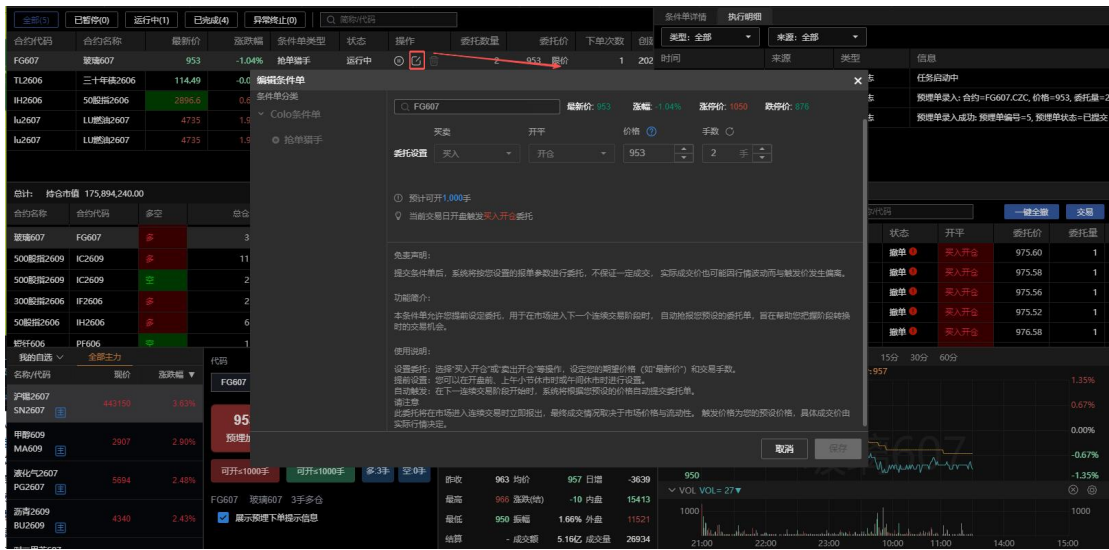 全部(5) 已暂停(0) 运行中(1) 已完成(4) 异常终止(0) 简称/代码
合约代码 合约名称 最新价 涨跌幅 条件单类型 状态 操作 委托数量 委托价 下单次数
FG607 玻璃607 953 -1.04% 抢单猎手 运行中 2 953 限价 1 202
TL2606 三十年债2606 114.49
IH2606 50股指2606 2896.6
lu2607 LU燃油2607 4735
lu2607 LU燃油2607 4735
条件单详情 执行明细
类型: 全部 来源: 全部
时间 来源 类型 信息
任务启动中
预埋单录入: 合约=FG607.CZC, 价格=953, 委托量=2
预埋单录入成功: 预埋单编号=5, 预埋单状态=已提交
编辑条件单
条件单分类
Colo条件单
抢单猎手
FG607 最新价: 953 涨幅: -1.04% 涨停价: 1050 跌停价: 876
买卖 开平 价格 手数
委托设置 买入 开仓 953 2 手
预计可开1,000手
当前交易日开盘触发买入开仓委托
免责声明:
提交条件单后，系统将按您设置的报单参数进行委托，不保证一定成交， 实际成交价也可能因行情波动而与触发价发生偏离。
功能简介:
本条件单允许您提前设定委托，用于在市场进入下一个连续交易阶段时， 自动抢报您预设的委托单，旨在帮助您把握阶段转换
时的交易机会。
使用说明:
设置委托: 选择“买入开仓”或“卖出开仓”等操作，设定您的期望价格（如“最新价”）和交易手数。
提前设置: 您可以在开盘前、上午小节休市时或午间休市时进行设置。
自动触发: 在下一连续交易阶段开始时，系统将根据您预设的价格自动提交委托单。
请注意
此委托将在市场进入连续交易时立即报出，最终成交情况取决于市场价格与流动性。 触发价格为您的预设价格，具体成交价由
实际行情决定。
取消 保存
总计: 持仓市值 175,894,240.00
合约名称 合约代码 多空
玻璃607 FG607 多
500股指2609 IC2609 多
500股指2609 IC2609 空
300股指2606 IF2606 多
50股指2606 IH2606 多
短纤606 PF606 空
一键全撤 交易
状态 开平 委托价 委托量
撤单 买入开仓 975.60 1
撤单 买入开仓 975.58 1
撤单 买入开仓 975.56 1
撤单 买入开仓 975.52 1
撤单 买入开仓 976.58 1
我的自选 全部主力
名称/代码 现价 涨跌幅 ▼
沪锡2607
SN2607 主 443150 3.63%
甲醇609
MA609 主 2907 2.90%
液化气2607
PG2607 主 5694 2.48%
沥青2609
BU2609 主 4340 2.43%
代码
FG607
可开≤1000手 可开≤1000手 多:3手 空:0手
FG607 玻璃607 3手多仓
展示预埋下单提示信息
昨收 963 均价 957 日增 -3639
最高 966 涨跌(结) -10 内盘 15413
最低 950 振幅 1.66% 外盘 11521
结算 - 成交额 5.16亿 成交量 26934
15分 30分 60分
:957
1.35%
0.67%
0.00%
-0.67%
950 -1.35%
VOL VOL= 27▼
1000 1000
21:00 22:00 23:00 10:00 11:00 14:00 15:00